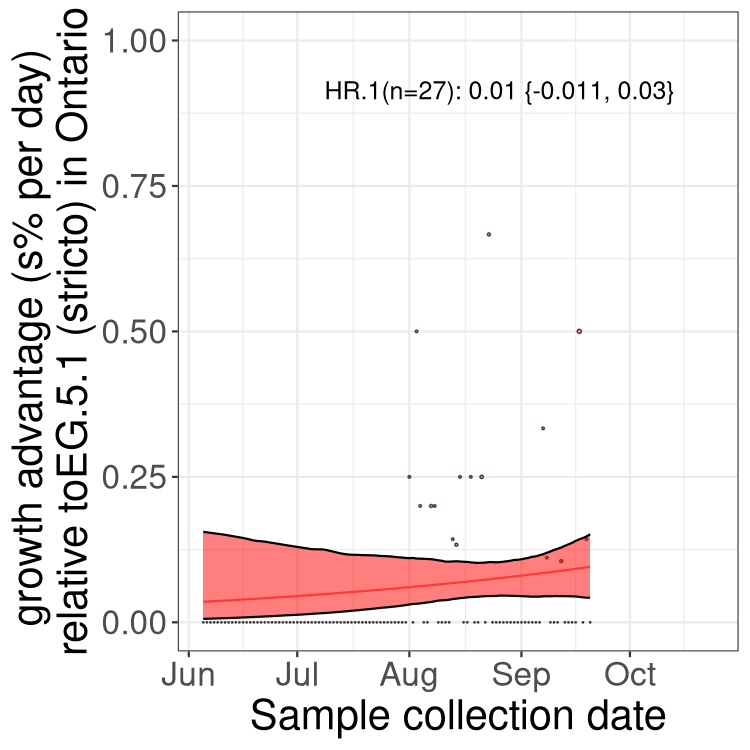 growth advantage (s% per day)
relative toEG.5.1 (stricto) in Ontario
1.00
0.75
0.50
0.25
0.00
HR.1(n=27): 0.01 {-0.011, 0.03}
Jun Jul Aug Sep Oct
Sample collection date